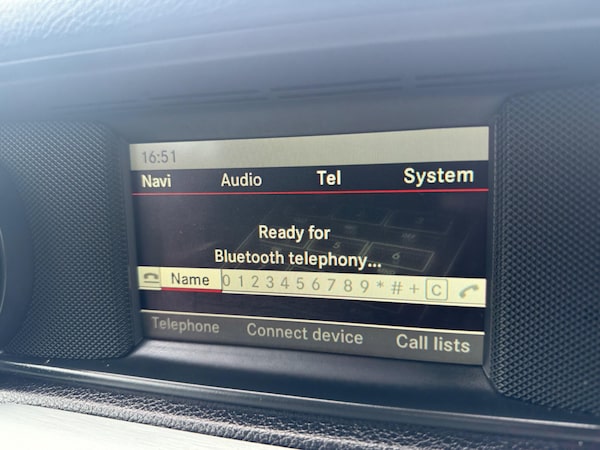 16:51
Navi Audio Tel System
Ready for
Bluetooth telephony...
Name 0 1 2 3 4 5 6 7 8 9 * # + C
Telephone Connect device Call lists